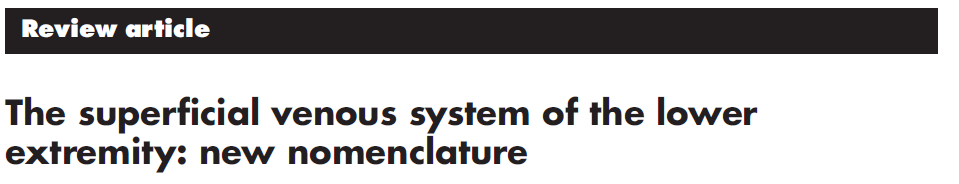 Review article
The superficial venous system of the lower
extremity: new nomenclature